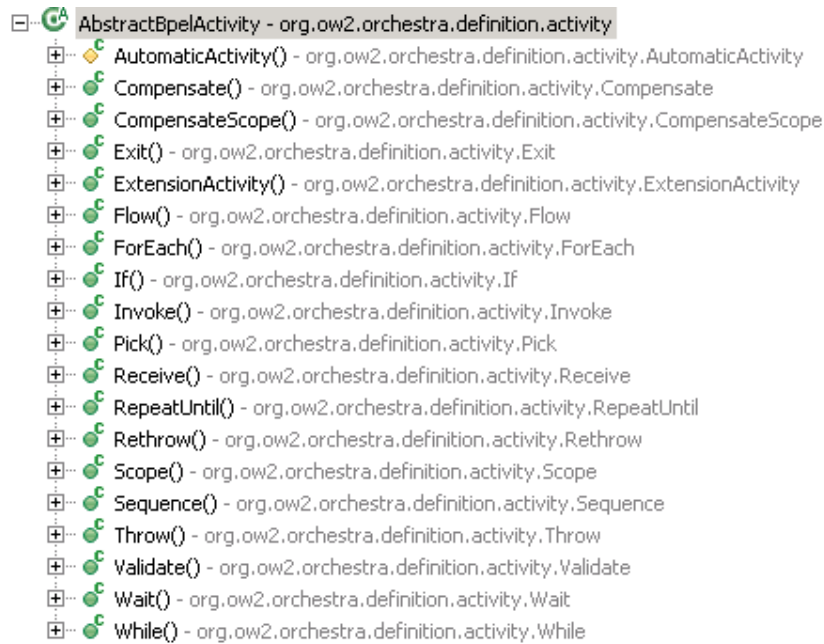 AbstractBpelActivity - org.ow2.orchestra.definition.activity
AutomaticActivity() - org.ow2.orchestra.definition.activity.AutomaticActivity
Compensate() - org.ow2.orchestra.definition.activity.Compensate
CompensateScope() - org.ow2.orchestra.definition.activity.CompensateScope
Exit() - org.ow2.orchestra.definition.activity.Exit
ExtensionActivity() - org.ow2.orchestra.definition.activity.ExtensionActivity
Flow() - org.ow2.orchestra.definition.activity.Flow
ForEach() - org.ow2.orchestra.definition.activity.ForEach
If() - org.ow2.orchestra.definition.activity.If
Invoke() - org.ow2.orchestra.definition.activity.Invoke
Pick() - org.ow2.orchestra.definition.activity.Pick
Receive() - org.ow2.orchestra.definition.activity.Receive
RepeatUntil() - org.ow2.orchestra.definition.activity.RepeatUntil
Rethrow() - org.ow2.orchestra.definition.activity.Rethrow
Scope() - org.ow2.orchestra.definition.activity.Scope
Sequence() - org.ow2.orchestra.definition.activity.Sequence
Throw() - org.ow2.orchestra.definition.activity.Throw
Validate() - org.ow2.orchestra.definition.activity.Validate
Wait() - org.ow2.orchestra.definition.activity.Wait
While() - org.ow2.orchestra.definition.activity.While